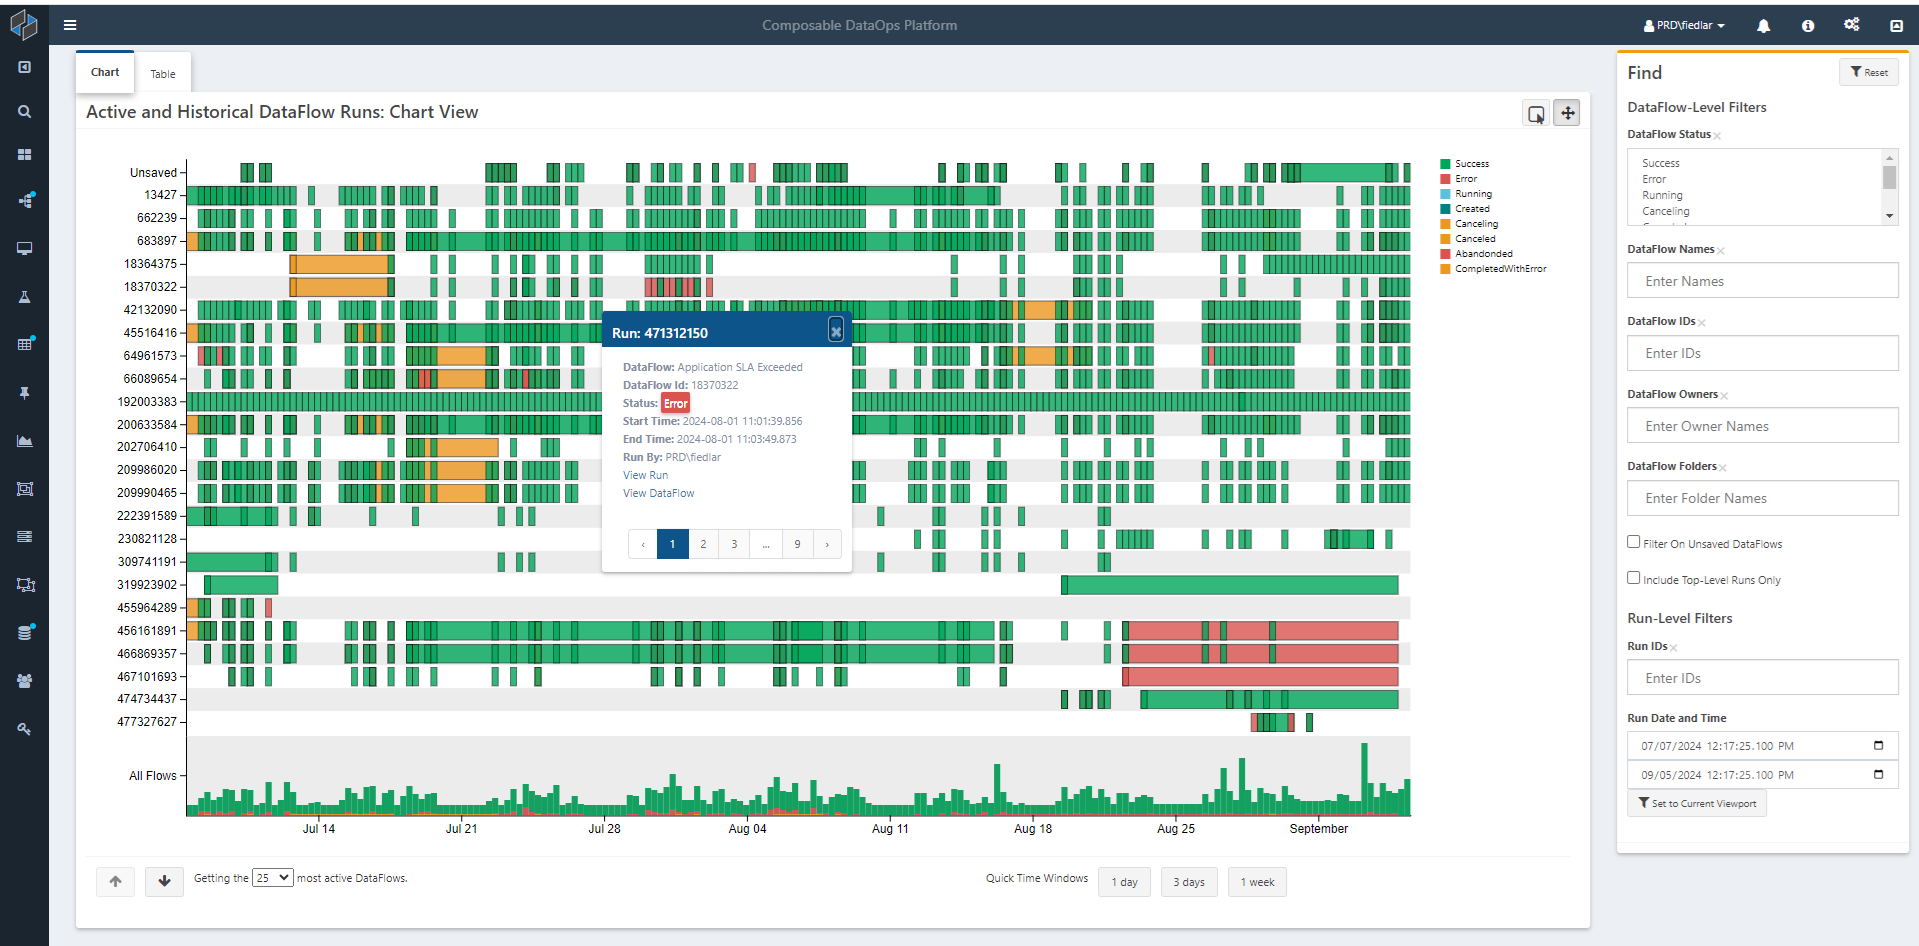 Composable DataOps Platform
PRD\fiedlar
Chart
Table
Active and Historical DataFlow Runs: Chart View
Unsaved
13427
662239
683897
18364375
18370322
42132090
45516416
64961573
66089654
192003383
200633584
202706410
209986020
209990465
222391589
230821128
309741191
319923902
455964289
456161891
466869357
467101693
474734437
477327627
All Flows
Jul 14
Jul 21
Jul 28
Aug 04
Aug 11
Aug 18
Aug 25
September
Success
Error
Running
Created
Canceling
Canceled
Abandonded
CompletedWithError
Run: 471312150
DataFlow: Application SLA Exceeded
DataFlow Id: 18370322
Status: Error
Start Time: 2024-08-01 11:01:39.856
End Time: 2024-08-01 11:03:49.873
Run By: PRD\fiedlar
View Run
View DataFlow
‹ 1 2 3 ... 9 ›
Getting the 25 most active DataFlows.
Quick Time Windows 1 day 3 days 1 week
Find
Reset
DataFlow-Level Filters
DataFlow Status
Success
Error
Running
Canceling
DataFlow Names
Enter Names
DataFlow IDs
Enter IDs
DataFlow Owners
Enter Owner Names
DataFlow Folders
Enter Folder Names
Filter On Unsaved DataFlows
Include Top-Level Runs Only
Run-Level Filters
Run IDs
Enter IDs
Run Date and Time
07/07/2024 12:17:25.100 PM
09/05/2024 12:17:25.100 PM
Set to Current Viewport